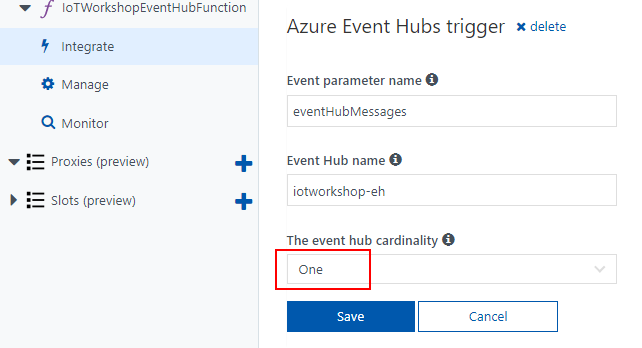 IoTWorkshopEventHubFunction
Integrate
Manage
Monitor
Proxies (preview)
Slots (preview)
Azure Event Hubs trigger
delete
Event parameter name
eventHubMessages
Event Hub name
iotworkshop-eh
The event hub cardinality
One
Save
Cancel